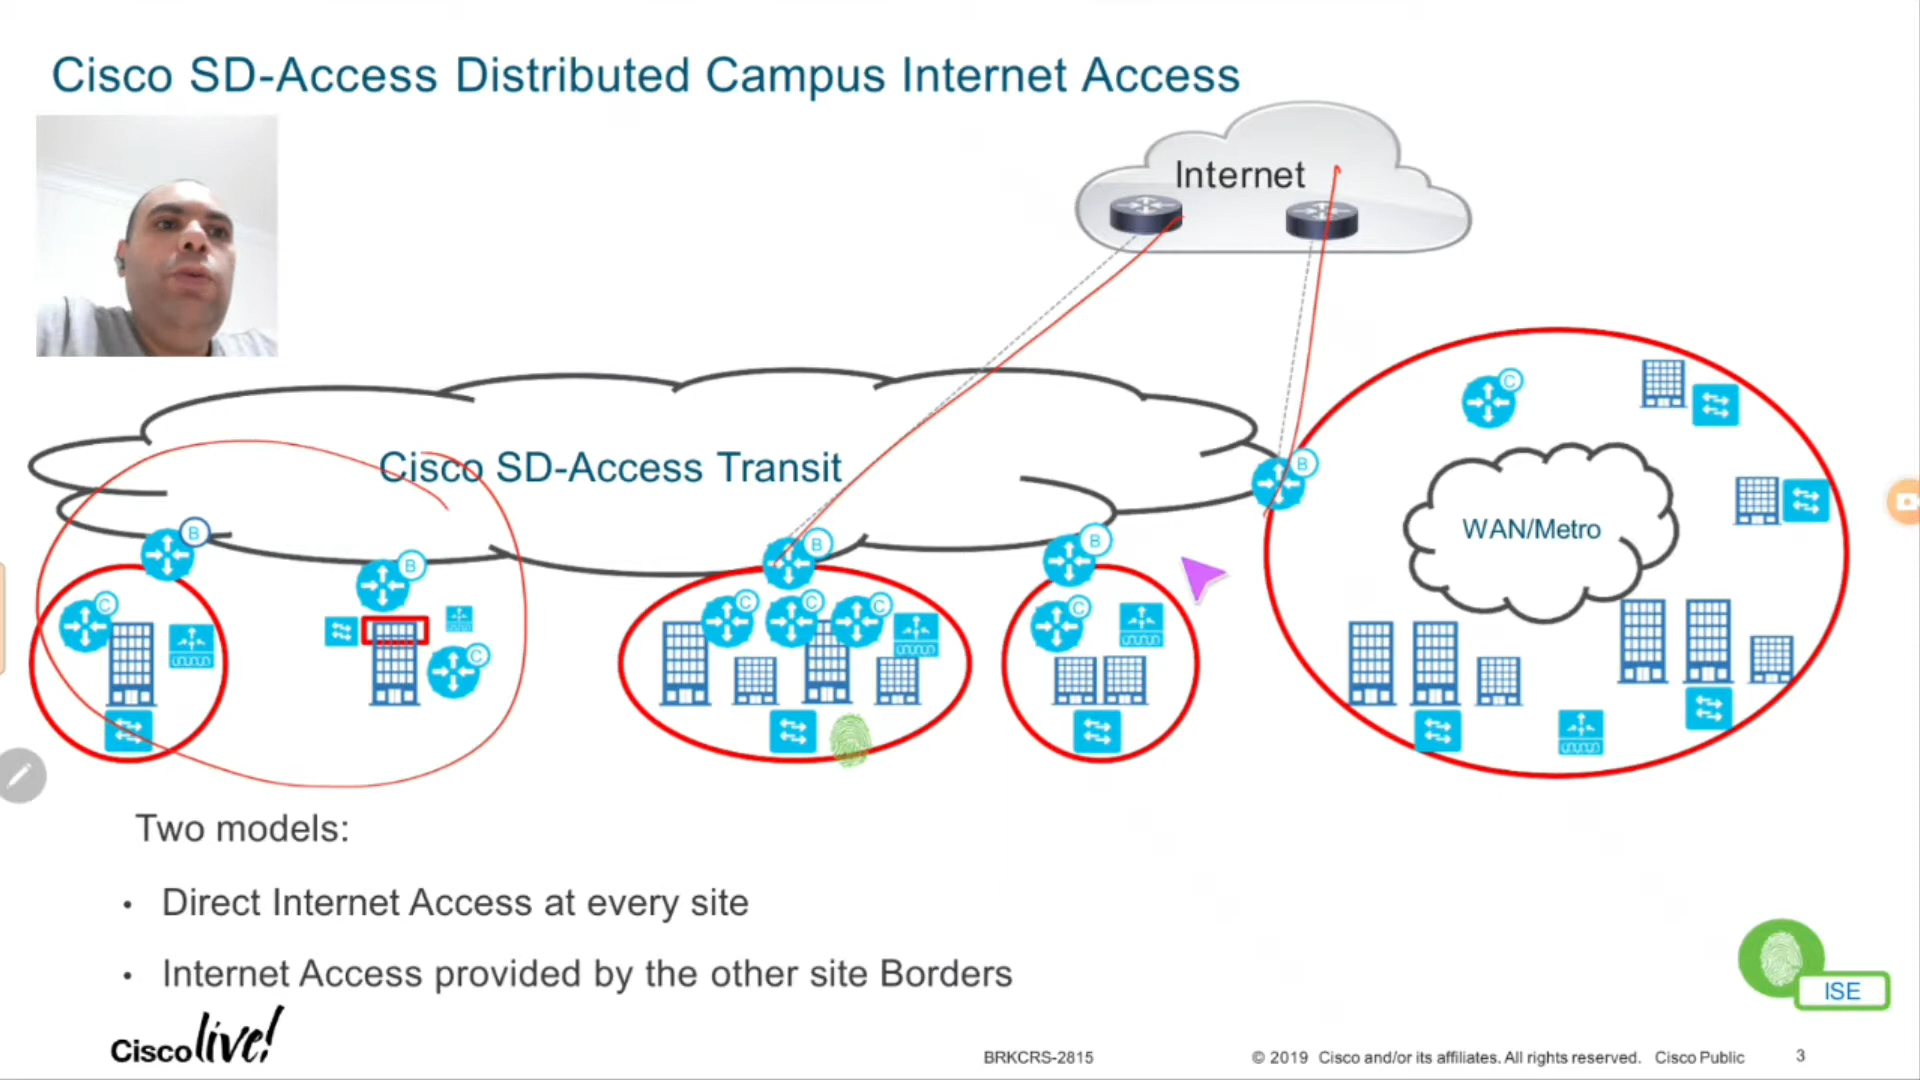 Cisco SD-Access Distributed Campus Internet Access
Internet
C
Cisco SD-Access Transit
B
B
B
B
B
WAN/Metro
C
C
C
C
C
C
Two models:
• Direct Internet Access at every site
• Internet Access provided by the other site Borders
ISE
Cisco live!
BRKCRS-2815
© 2019 Cisco and/or its affiliates. All rights reserved. Cisco Public
3